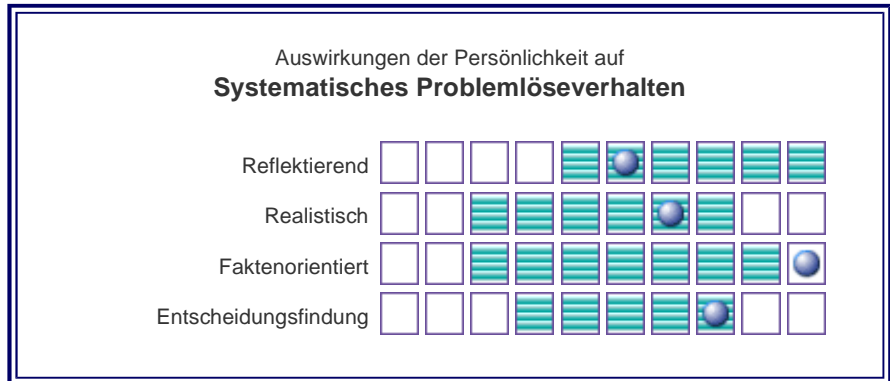 Auswirkungen der Persönlichkeit auf
Systematisches Problemlöseverhalten
Reflektierend
Realistisch
Faktenorientiert
Entscheidungsfindung